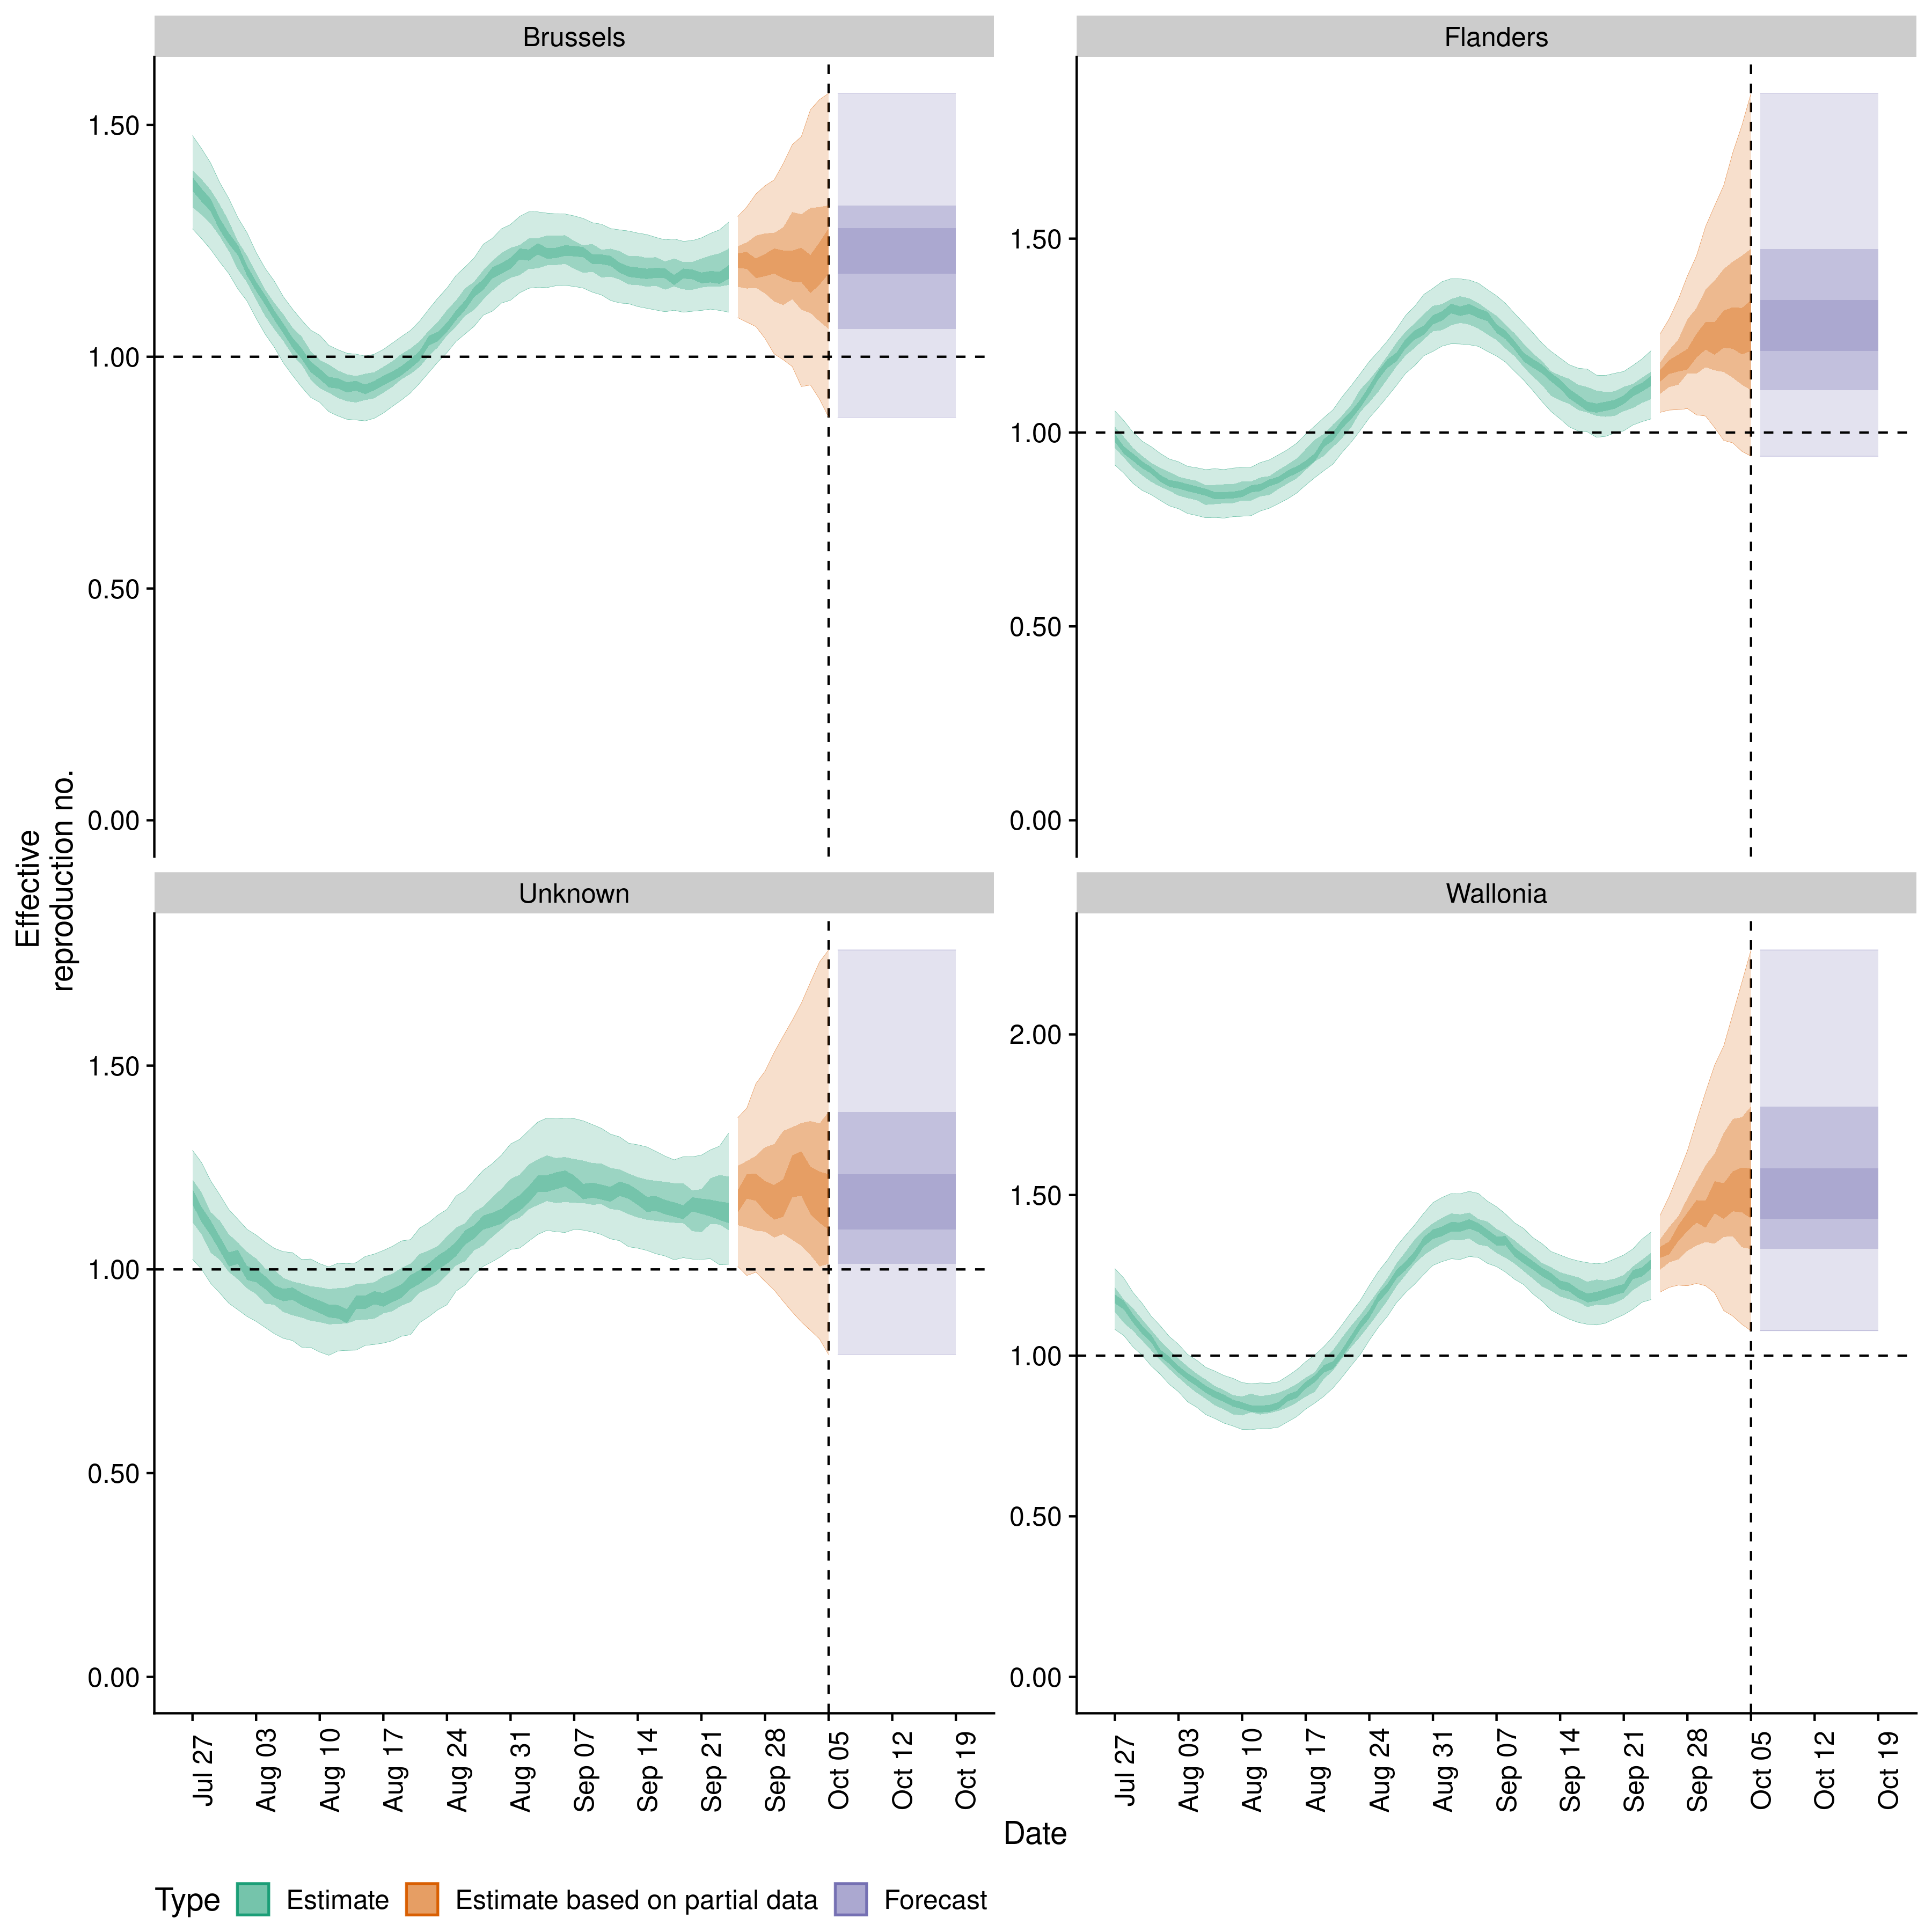 Brussels
Flanders
1.50
1.00
0.50
0.00
1.50
1.00
0.50
0.00
Effective
reproduction no.
Unknown
Wallonia
1.50
1.00
0.50
0.00
2.00
1.50
1.00
0.50
0.00
Jul 27
Aug 03
Aug 10
Aug 17
Aug 24
Aug 31
Sep 07
Sep 14
Sep 21
Sep 28
Oct 05
Oct 12
Oct 19
Jul 27
Aug 03
Aug 10
Aug 17
Aug 24
Aug 31
Sep 07
Sep 14
Sep 21
Sep 28
Oct 05
Oct 12
Oct 19
Date
Type Estimate Estimate based on partial data Forecast